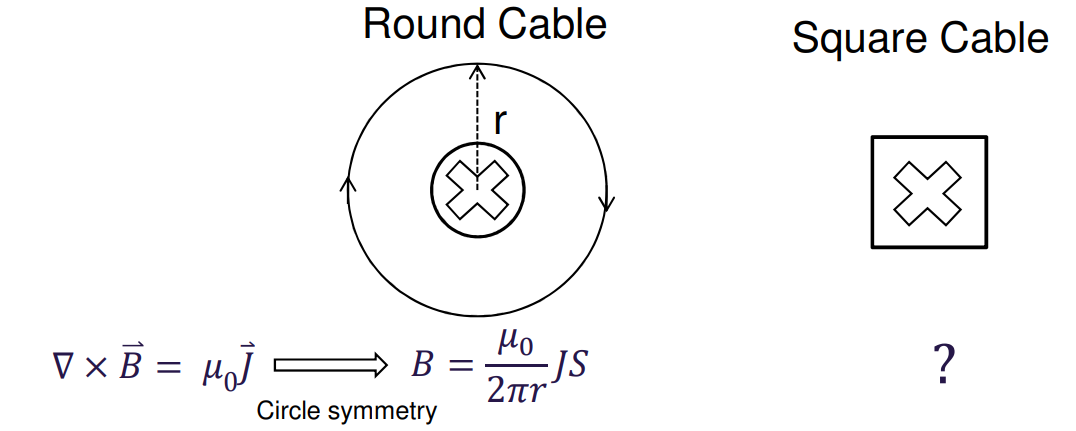 Round Cable
Square Cable
r
∇ × B⃗ = μ₀J⃗
B = μ₀/2πr JS
?
Circle symmetry